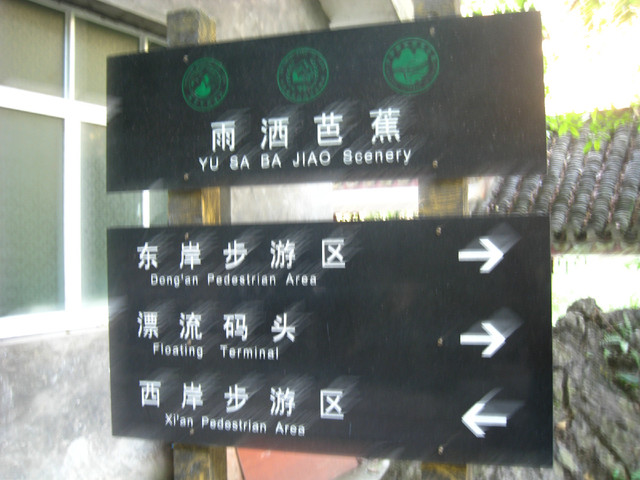 雨洒芭蕉
YU SA BA JIAO Scenery
东岸步游区
Dong'an Pedestrian Area
漂流码头
Floating Terminal
西岸步游区
Xi'an Pedestrian Area